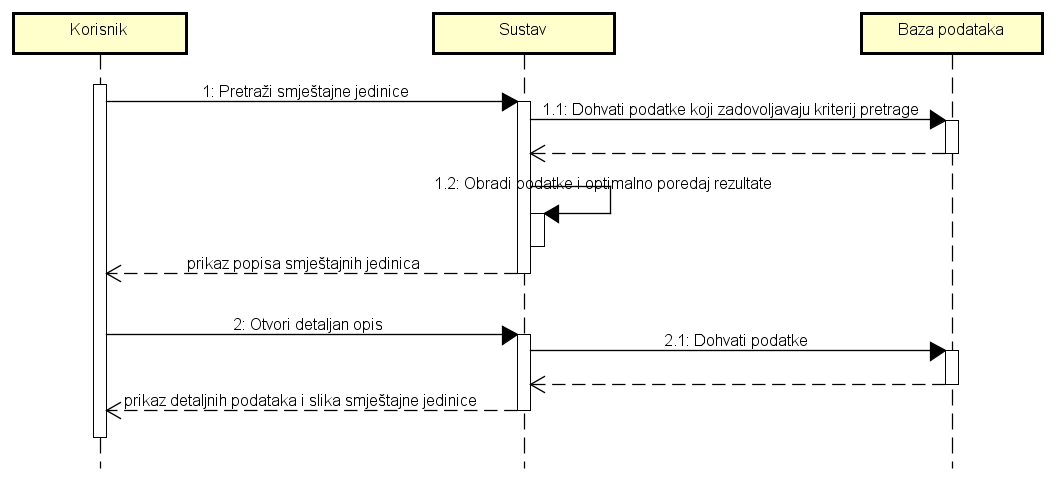 Korisnik
Sustav
Baza podataka
1: Pretraži smještajne jedinice
1.1: Dohvati podatke koji zadovoljavaju kriterij pretrage
1.2: Obradi podatke i optimalno poredaj rezultate
prikaz popisa smještajnih jedinica
2: Otvori detaljan opis
2.1: Dohvati podatke
prikaz detaljnih podataka i slika smještajne jedinice